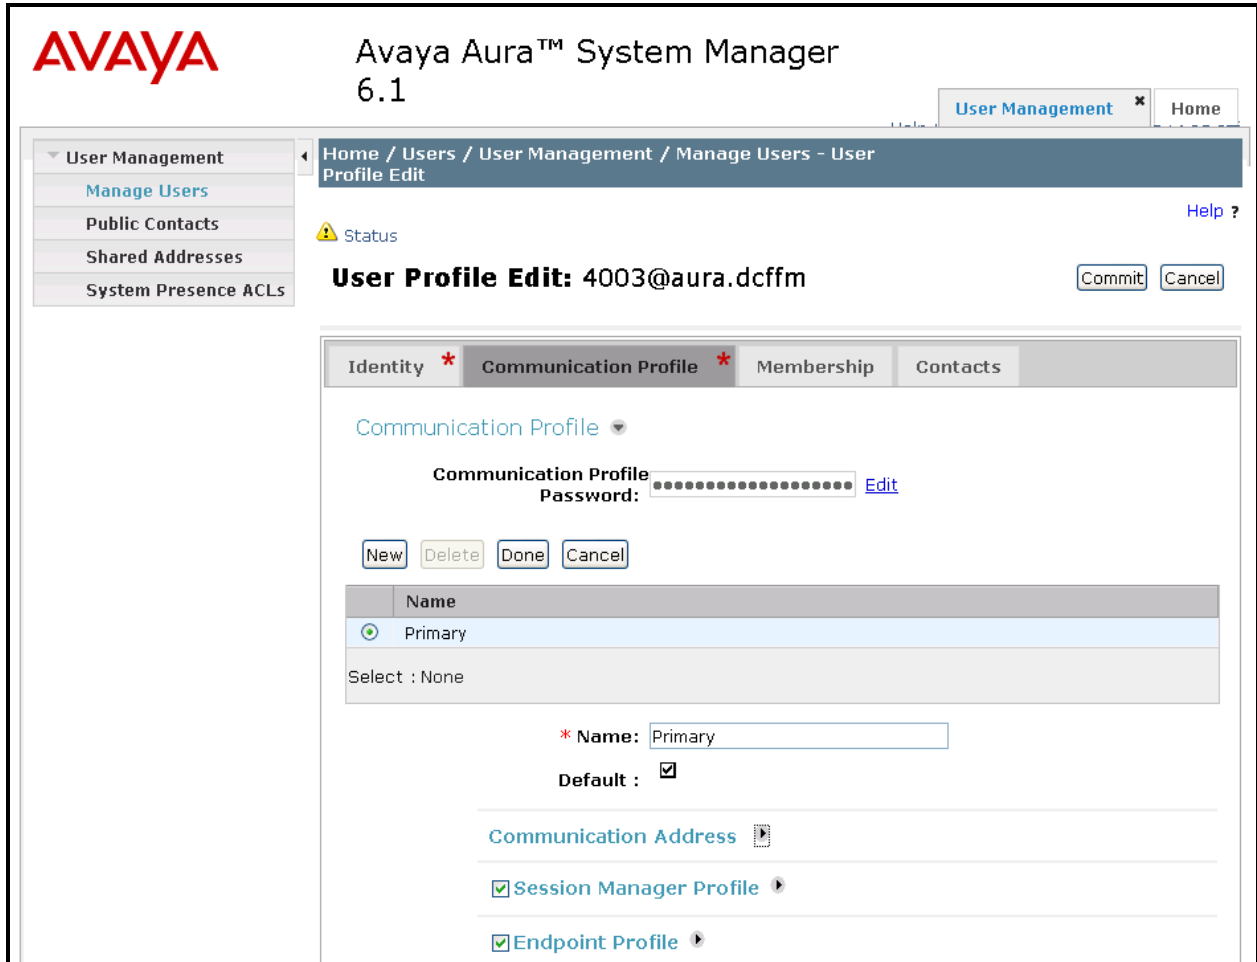 AVAYA
Avaya Aura™ System Manager
6.1
User Management
Home
User Management
Manage Users
Public Contacts
Shared Addresses
System Presence ACLs
Home / Users / User Management / Manage Users - User
Profile Edit
Help ?
Status
User Profile Edit: 4003@aura.dcffm
Commit Cancel
Identity * Communication Profile * Membership Contacts
Communication Profile
Communication Profile
Password:
Edit
New Delete Done Cancel
Name
Primary
Select : None
* Name: Primary
Default :
Communication Address
Session Manager Profile
Endpoint Profile